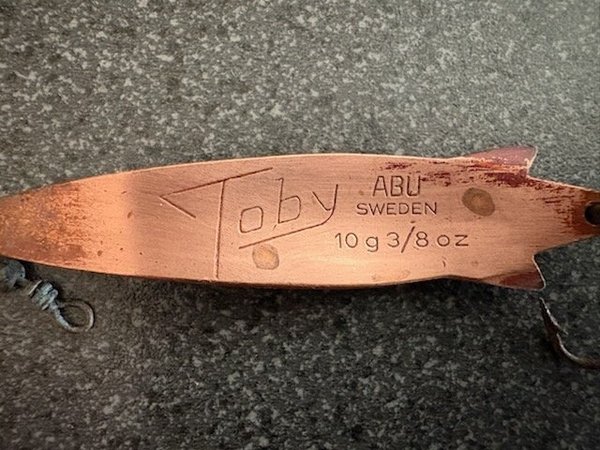 Toby
ABU
SWEDEN
10 g 3/8 oz